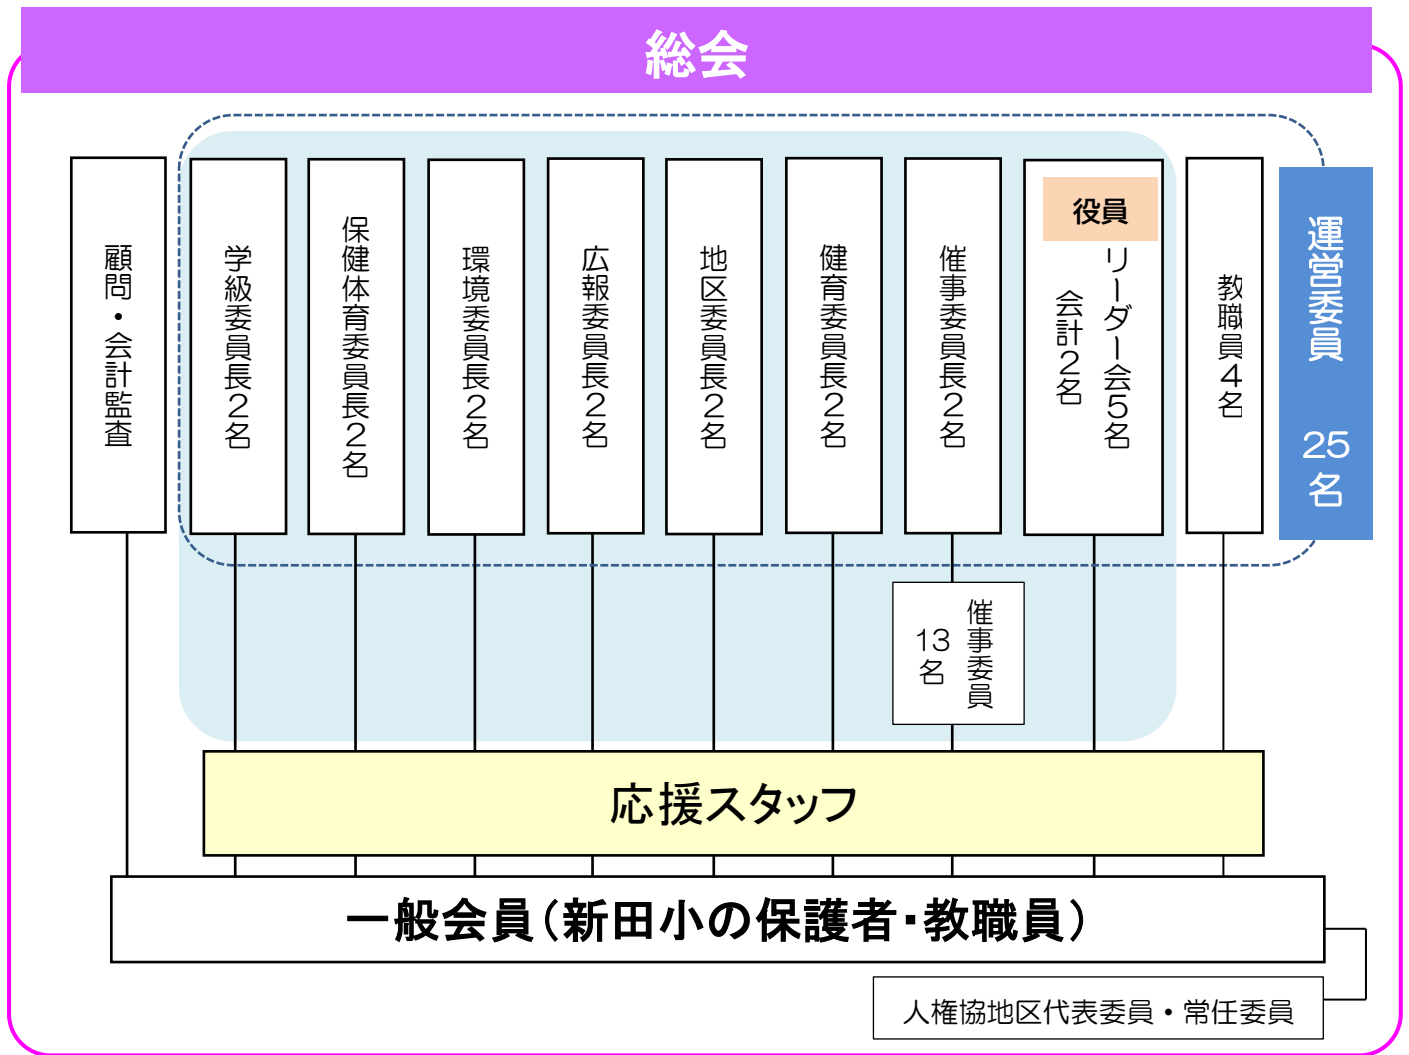 総会
顧問・会計監査
学級委員長２名
保健体育委員長２名
環境委員長２名
広報委員長２名
地区委員長２名
健育委員長２名
催事委員長２名
役員
リーダー会５名
会計２名
教職員４名
運営委員　25名
催事委員
13名
応援スタッフ
一般会員（新田小の保護者・教職員）
人権協地区代表委員・常任委員